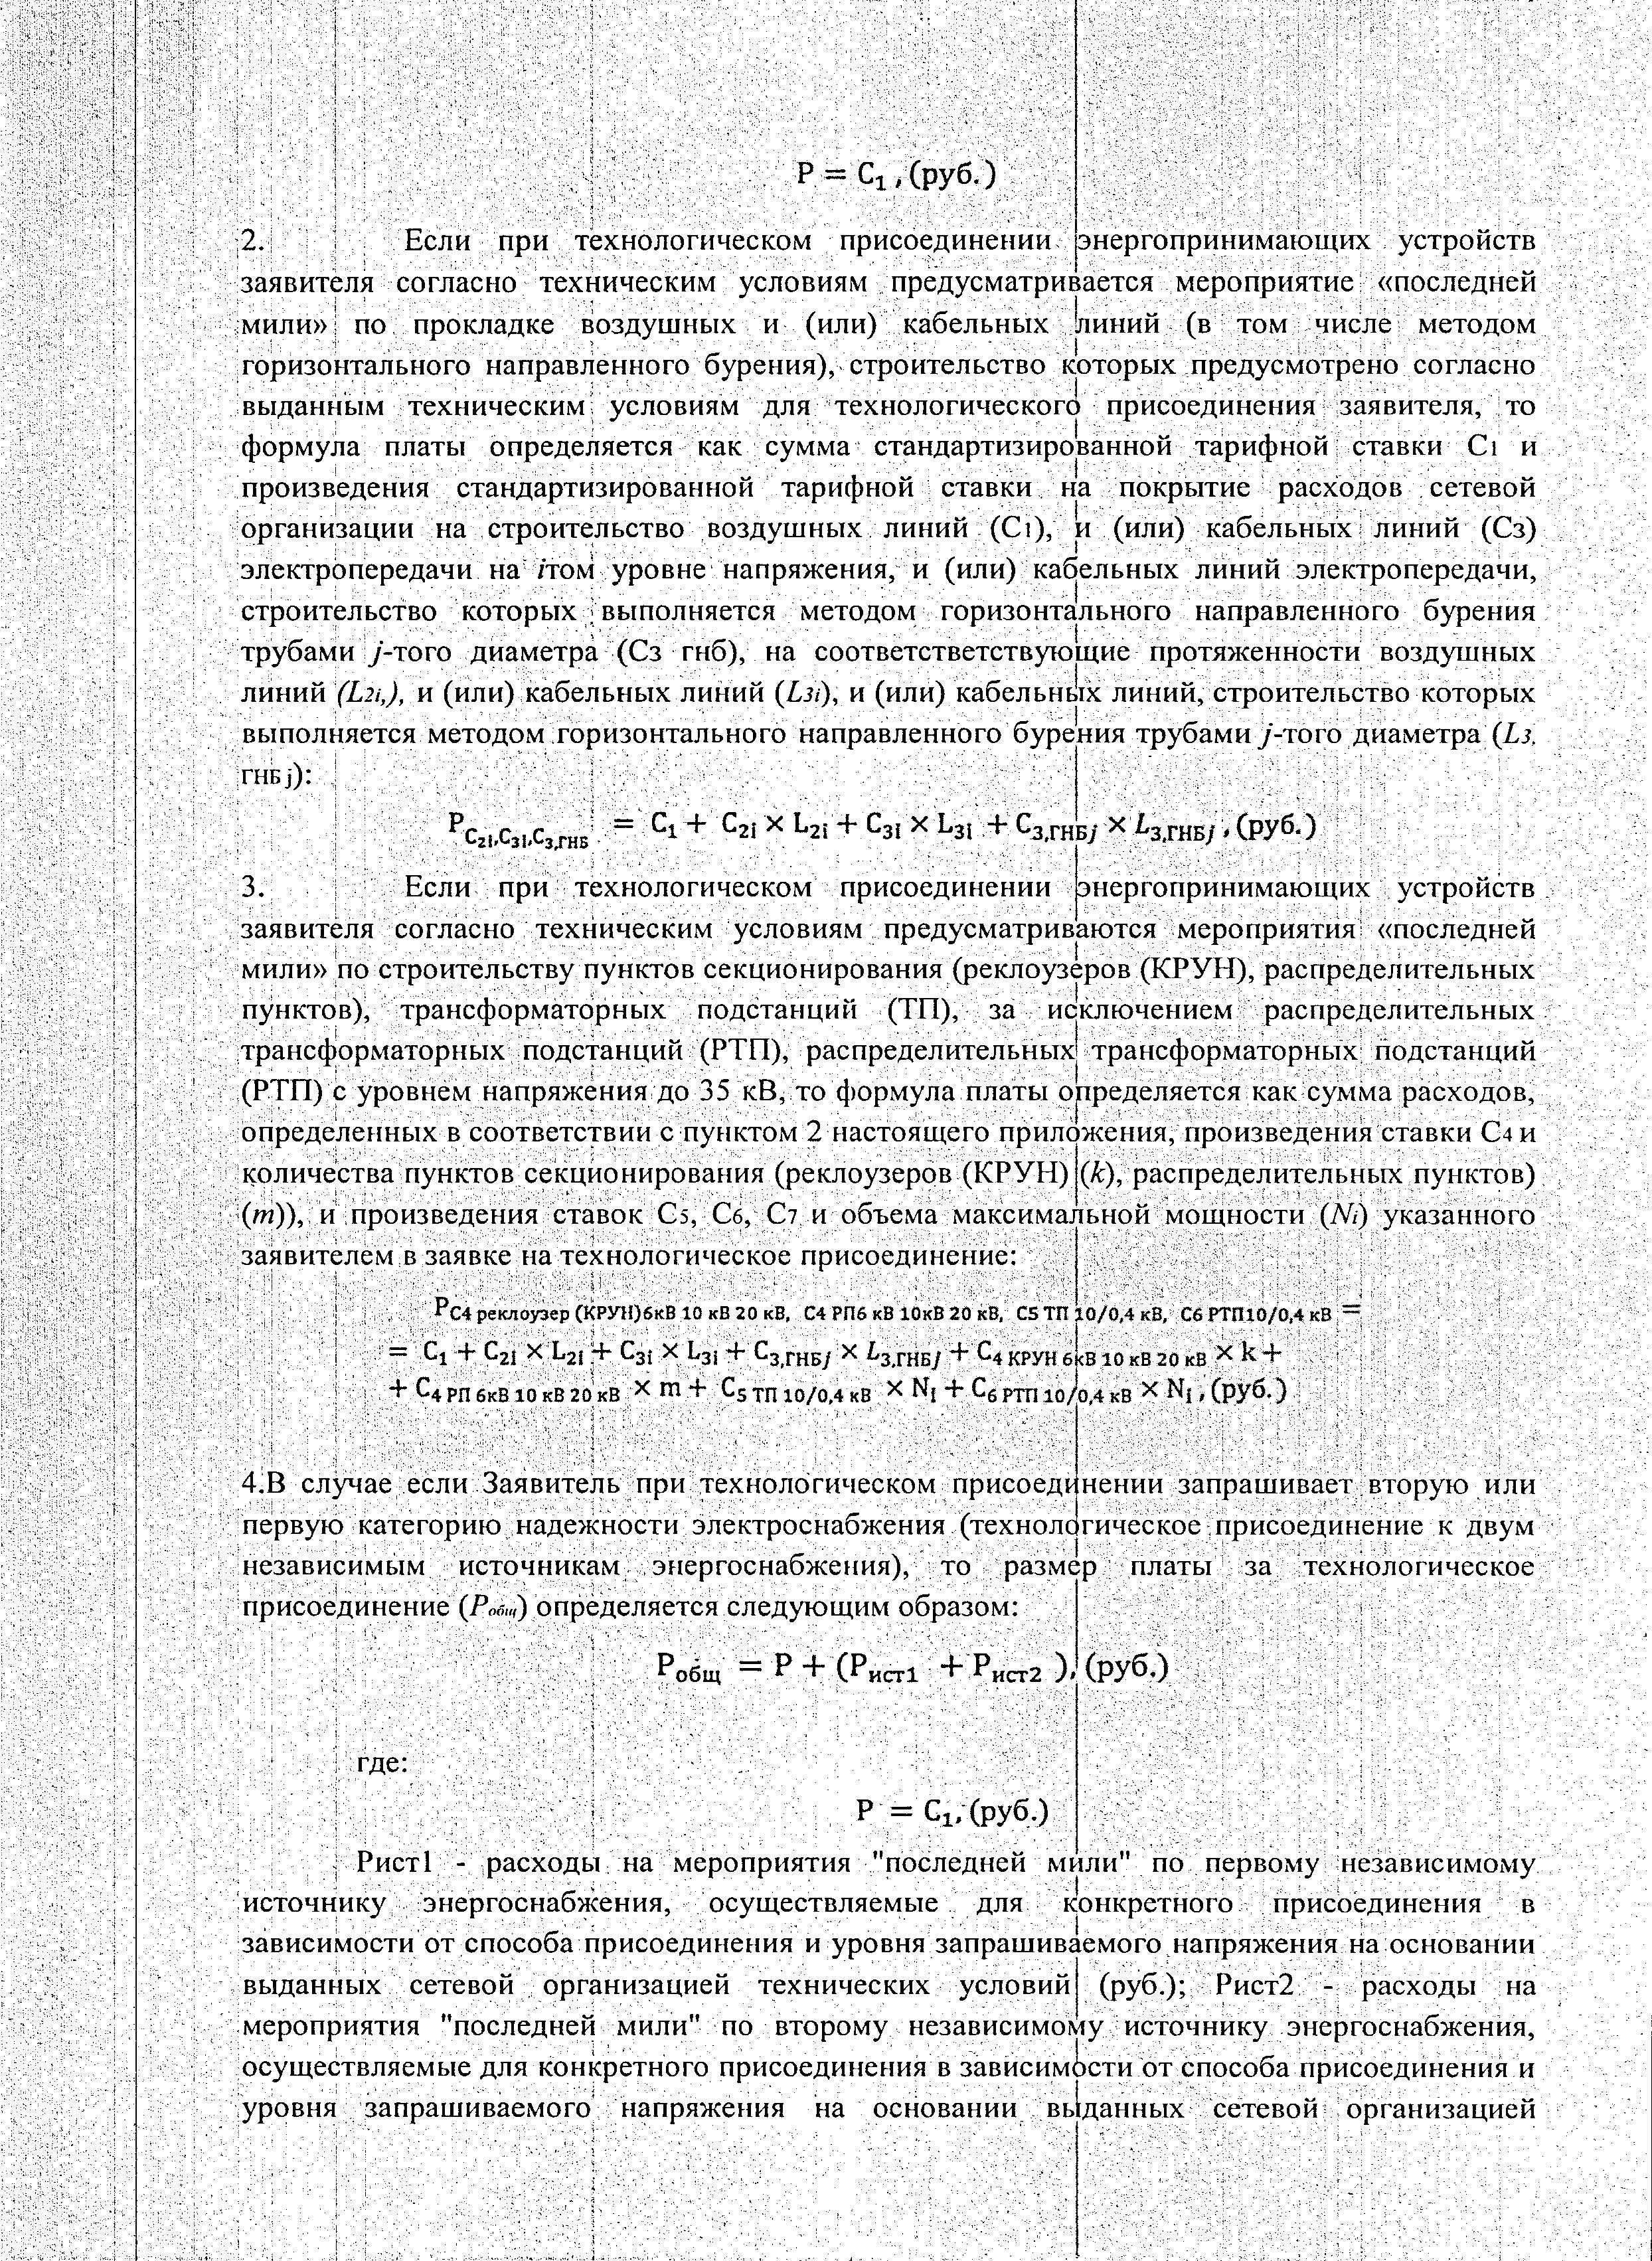 P = C₁ , (руб.)
2. Если при технологическом присоединении энергопринимающих устройств
заявителя согласно техническим условиям предусматривается мероприятие «последней
мили» по прокладке воздушных и (или) кабельных линий (в том числе методом
горизонтального направленного бурения), строительство которых предусмотрено согласно
выданным техническим условиям для технологического присоединения заявителя, то
формула платы определяется как сумма стандартизированной тарифной ставки C1 и
произведения стандартизированной тарифной ставки на покрытие расходов сетевой
организации на строительство воздушных линий (C1), и (или) кабельных линий (C3)
электропередачи на iтом уровне напряжения, и (или) кабельных линий электропередачи,
строительство которых выполняется методом горизонтального направленного бурения
трубами j-того диаметра (C3 гнб), на соответстветствующие протяженности воздушных
линий (L2i,), и (или) кабельных линий (L3i), и (или) кабельных линий, строительство которых
выполняется методом горизонтального направленного бурения трубами j-того диаметра (L3,
ГНБ j):
P C2i,C3i,C3,ГНБ = C₁ + C2i × L2i + C3i × L3i + C3,ГНБj × L3,ГНБj , (руб.)
3. Если при технологическом присоединении энергопринимающих устройств
заявителя согласно техническим условиям предусматриваются мероприятия «последней
мили» по строительству пунктов секционирования (реклоузеров (КРУН), распределительных
пунктов), трансформаторных подстанций (ТП), за исключением распределительных
трансформаторных подстанций (РТП), распределительных трансформаторных подстанций
(РТП) с уровнем напряжения до 35 кВ, то формула платы определяется как сумма расходов,
определенных в соответствии с пунктом 2 настоящего приложения, произведения ставки C4 и
количества пунктов секционирования (реклоузеров (КРУН) (k), распределительных пунктов)
(m)), и произведения ставок C5, C6, C7 и объема максимальной мощности (Ni) указанного
заявителем в заявке на технологическое присоединение:
P C4 реклоузер (КРУН)6кВ 10 кВ 20 кВ, C4 РП6 кВ 10кВ 20 кВ, C5 ТП 10/0,4 кВ, C6 РТП10/0,4 кВ =
= C₁ + C2i × L2i + C3i × L3i + C3,ГНБj × L3,ГНБj + C4 КРУН 6кВ 10 кВ 20 кВ × k +
+ C4 РП 6кВ 10 кВ 20 кВ × m + C5 ТП 10/0,4 кВ × Ni + C6 РТП 10/0,4 кВ × Ni , (руб.)
4.В случае если Заявитель при технологическом присоединении запрашивает вторую или
первую категорию надежности электроснабжения (технологическое присоединение к двум
независимым источникам энергоснабжения), то размер платы за технологическое
присоединение (Pобщ) определяется следующим образом:
Pобщ = P + (Pист1 + Pист2 ), (руб.)
где:
P = C₁, (руб.)
Pист1 - расходы на мероприятия "последней мили" по первому независимому
источнику энергоснабжения, осуществляемые для конкретного присоединения в
зависимости от способа присоединения и уровня запрашиваемого напряжения на основании
выданных сетевой организацией технических условий (руб.); Pист2 - расходы на
мероприятия "последней мили" по второму независимому источнику энергоснабжения,
осуществляемые для конкретного присоединения в зависимости от способа присоединения и
уровня запрашиваемого напряжения на основании выданных сетевой организацией